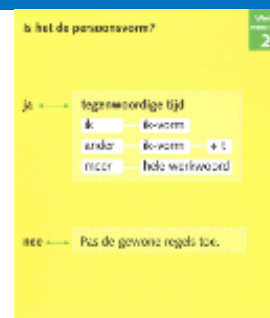 Is het de persoonsvorm?
2
ja
tegenwoordige tijd
ik ik-vorm
ander ik-vorm + t
meer hele werkwoord
nee Pas de gewone regels toe.